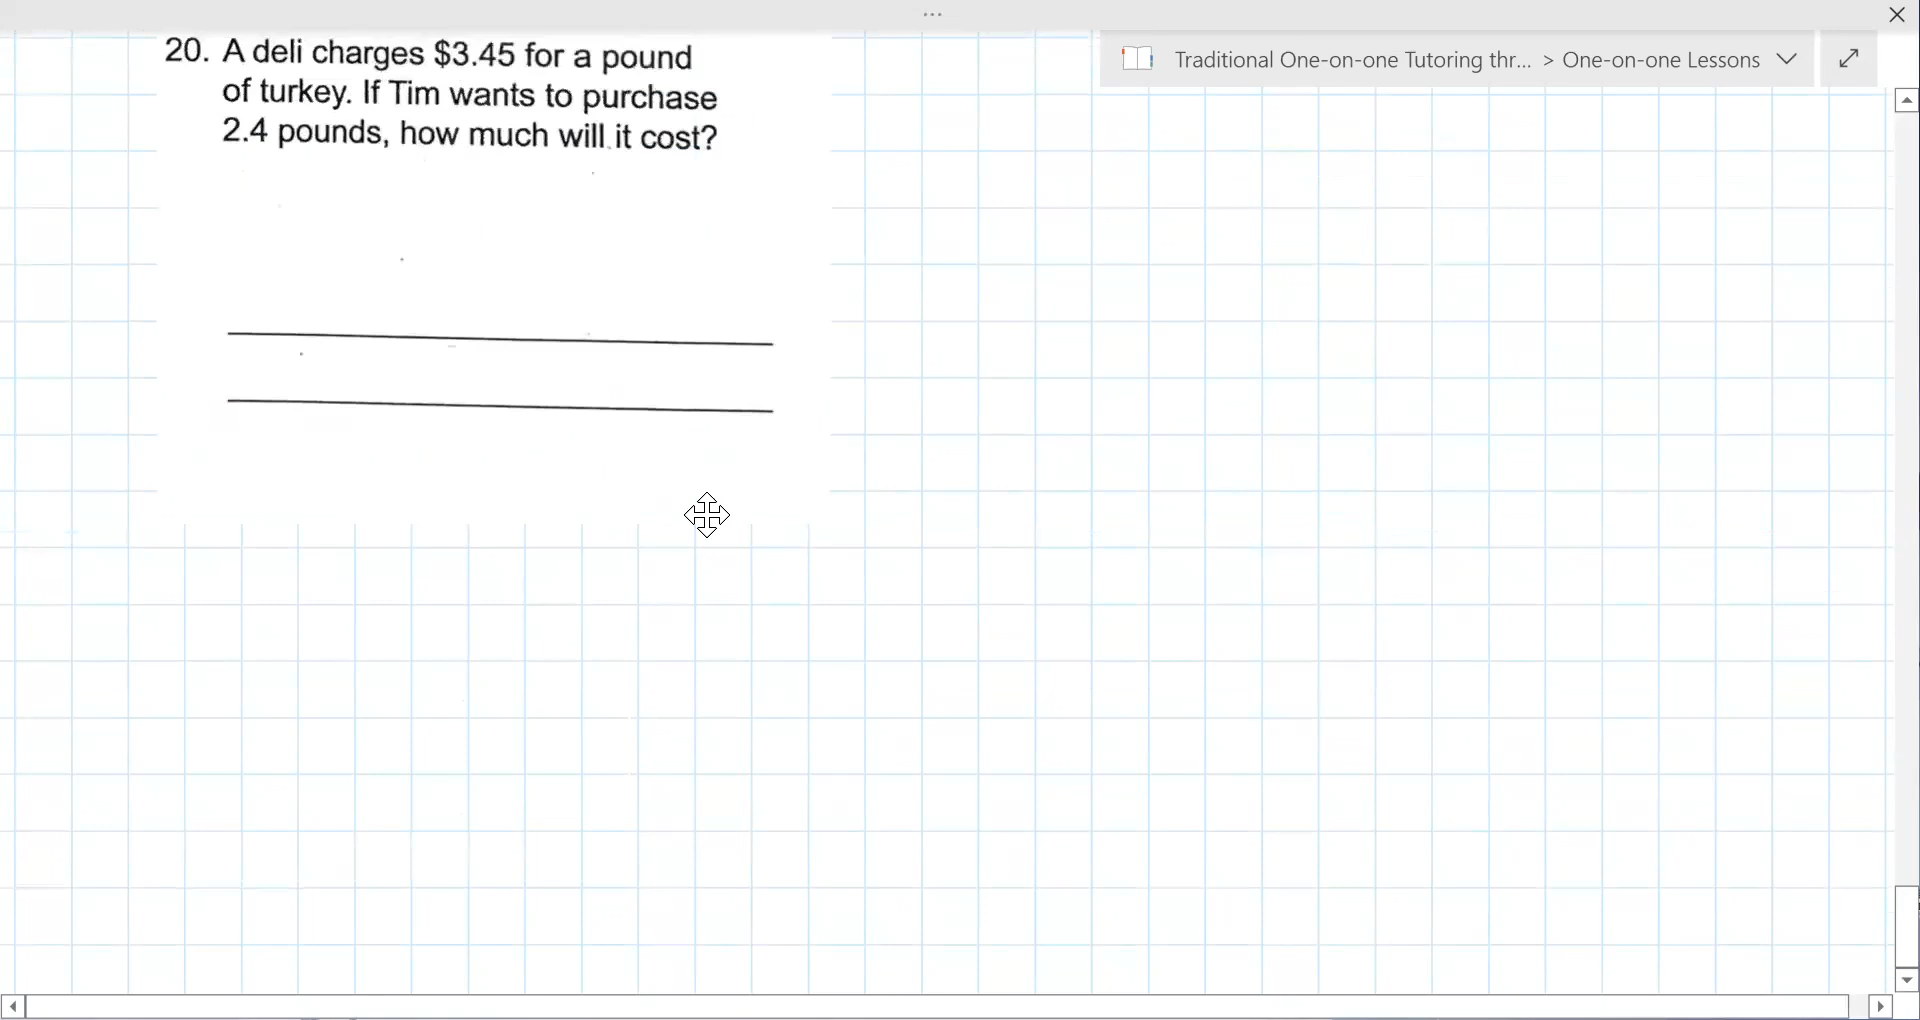 ...
Traditional One-on-one Tutoring thr... > One-on-one Lessons
20. A deli charges $3.45 for a pound
of turkey. If Tim wants to purchase
2.4 pounds, how much will it cost?